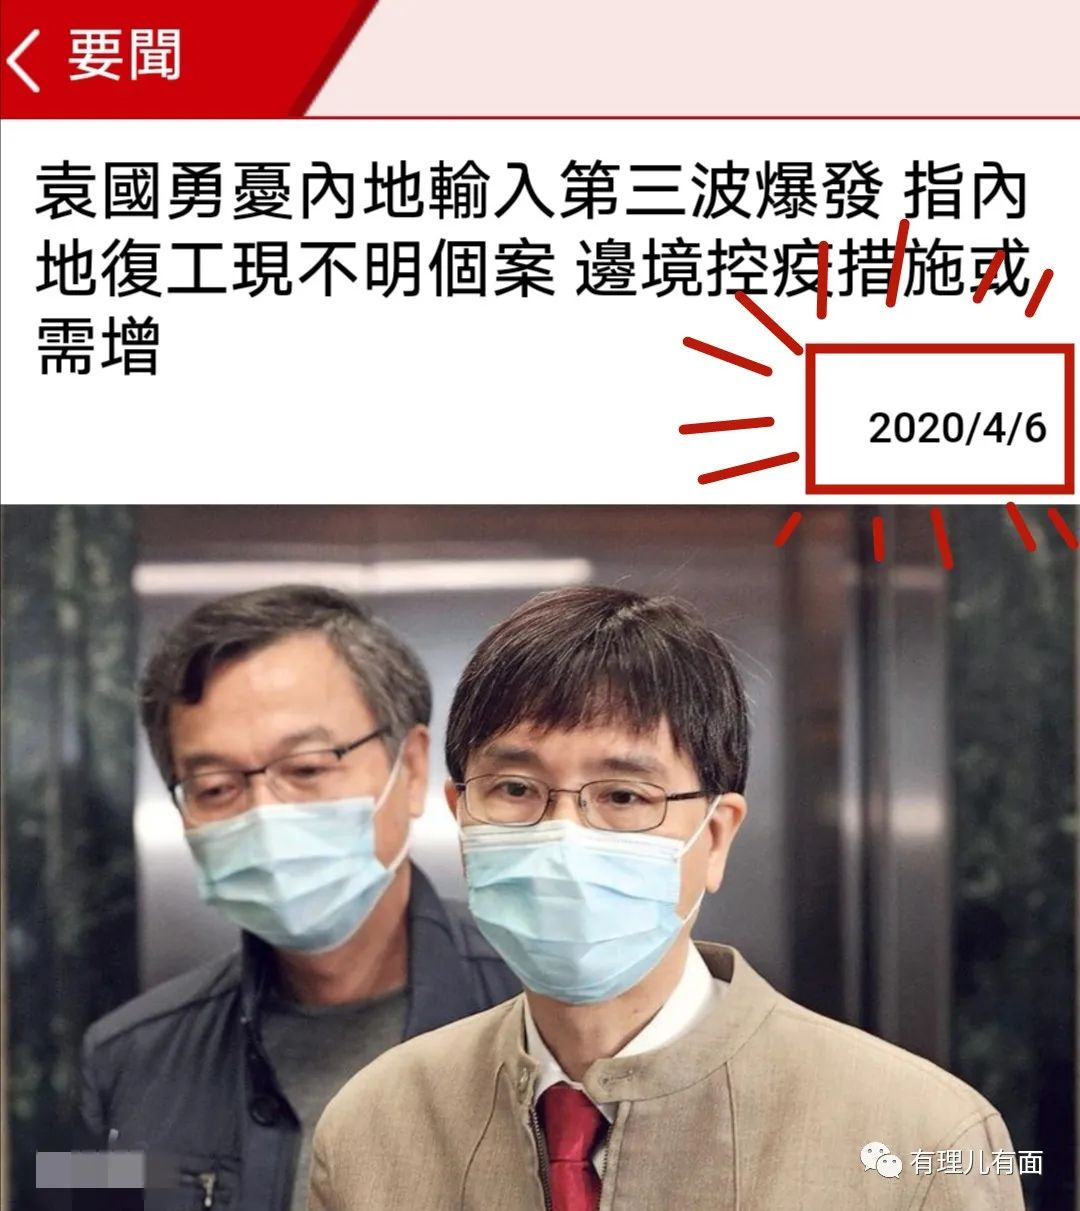 要聞
袁國勇憂內地輸入第三波爆發 指內
地復工現不明個案 邊境控疫措施或
需增
2020/4/6
有理儿有面